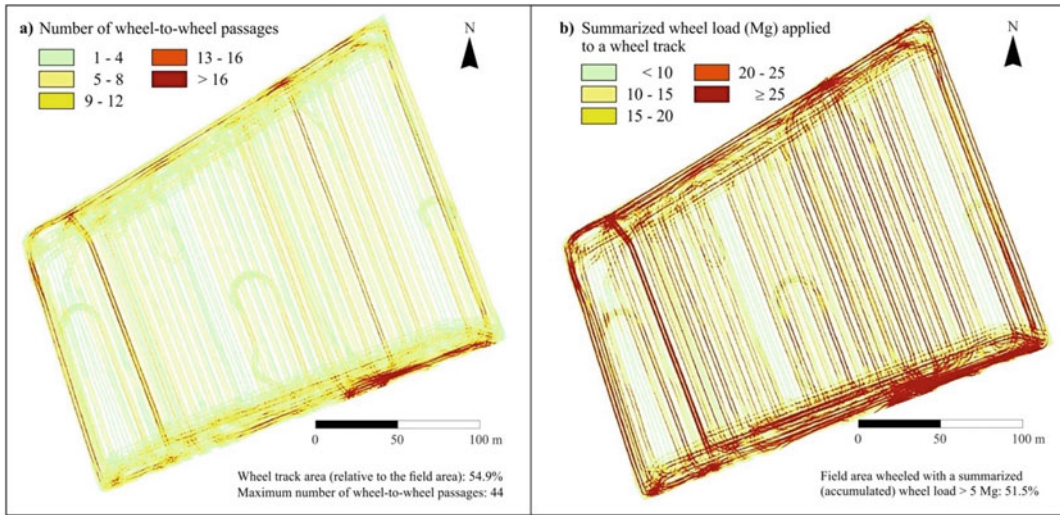 a) Number of wheel-to-wheel passages
1 - 4
13 - 16
5 - 8
> 16
9 - 12
N
0
50
100 m
Wheel track area (relative to the field area): 54.9%
Maximum number of wheel-to-wheel passages: 44
b) Summarized wheel load (Mg) applied
to a wheel track
< 10
20 - 25
10 - 15
≥ 25
15 - 20
N
0
50
100 m
Field area wheeled with a summarized
(accumulated) wheel load > 5 Mg: 51.5%